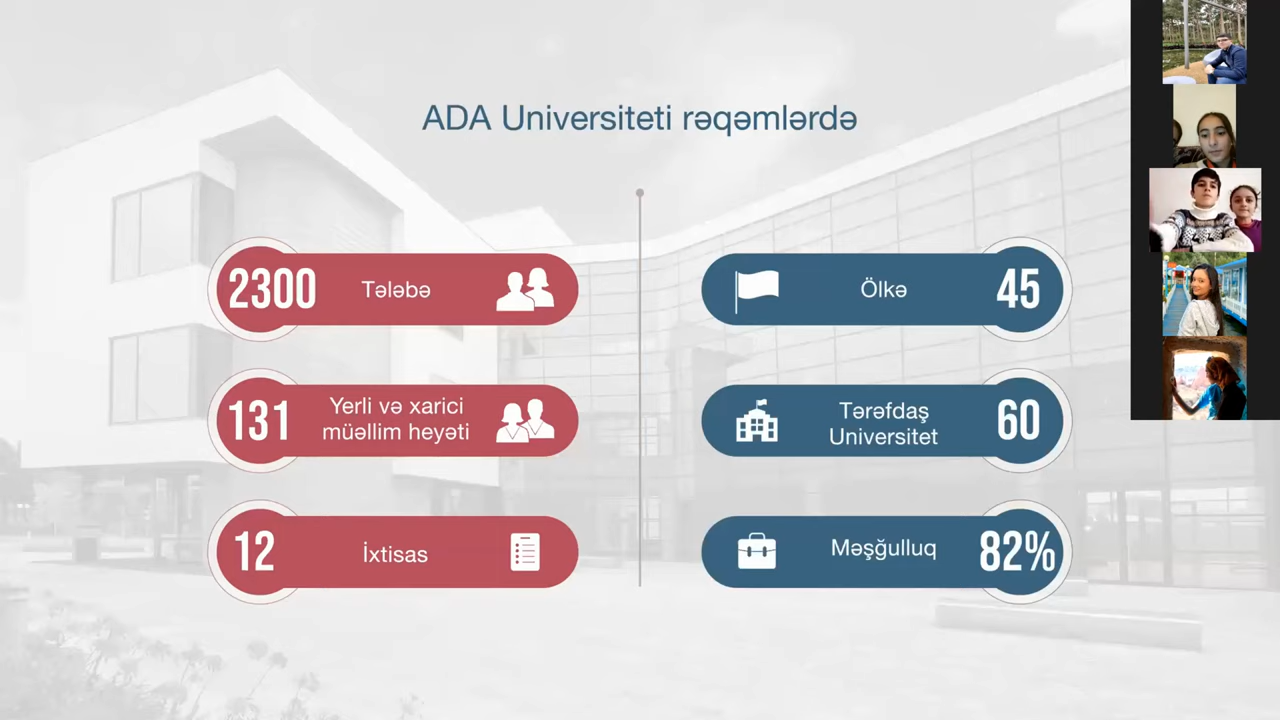 ADA Universiteti rəqəmlərdə
2300 Tələbə
131 Yerli və xarici
müəllim heyəti
12 İxtisas
Ölkə 45
Tərəfdaş
Universitet 60
Məşğulluq 82%